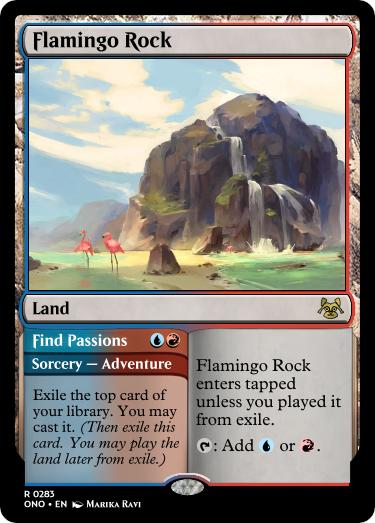 Flamingo Rock
Land
Find Passions
Sorcery — Adventure
Exile the top card of
your library. You may
cast it. (Then exile this
card. You may play the
land later from exile.)
Flamingo Rock
enters tapped
unless you played it
from exile.
: Add or .
R 0283
ONO • EN Marika Ravi